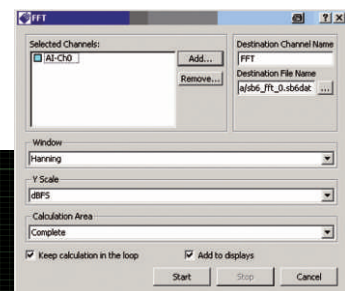 FFT
Selected Channels:
AI-Ch0
Add...
Remove...
Destination Channel Name
FFT
Destination File Name
a/sb6_fft_0.sb6dat
...
Window
Hanning
Y Scale
dBFS
Calculation Area
Complete
Keep calculation in the loop
Add to displays
Start
Stop
Cancel